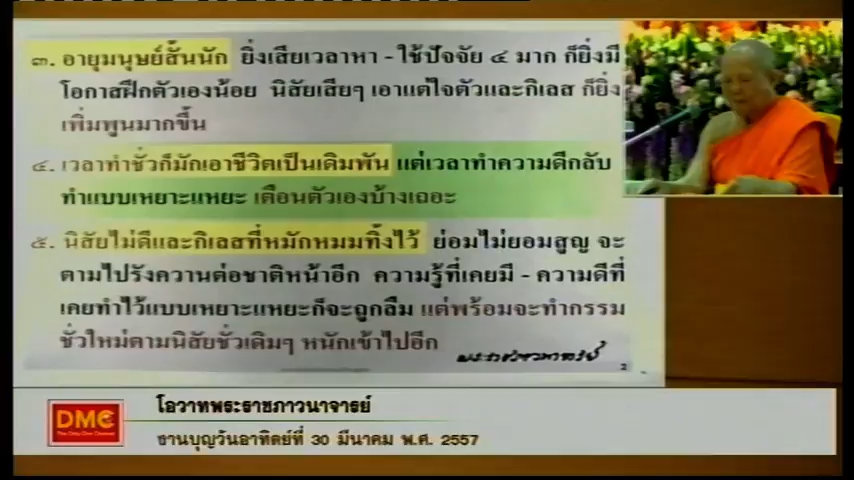 ๓. อายุมนุษย์สั้นนัก ยิ่งเสียเวลาหา - ใช้ปัจจัย ๔ มาก ก็ยิ่งมี
โอกาสฝึกตัวเองน้อย นิสัยเสียๆ เอาแต่ใจตัวและกิเลส ก็ยิ่ง
เพิ่มพูนมากขึ้น
๔. เวลาทำชั่วก็มักเอาชีวิตเป็นเดิมพัน แต่เวลาทำความดีกลับ
ทำแบบเหยาะแหยะ เตือนตัวเองบ้างเถอะ
๕. นิสัยไม่ดีและกิเลสที่หมักหมมทิ้งไว้ ย่อมไม่ยอมสูญ จะ
ตามไปรังควานต่อชาติหน้าอีก ความรู้ที่เคยมี - ความดีที่
เคยทำไว้แบบเหยาะแหยะก็จะถูกลืม แต่พร้อมจะทำกรรม
ชั่วใหม่ตามนิสัยชั่วเดิมๆ หนักเข้าไปอีก
2
DMC
The Only One Channel
โอวาทพระราชภาวนาจารย์
งานบุญวันอาทิตย์ที่ 30 มีนาคม พ.ศ. 2557